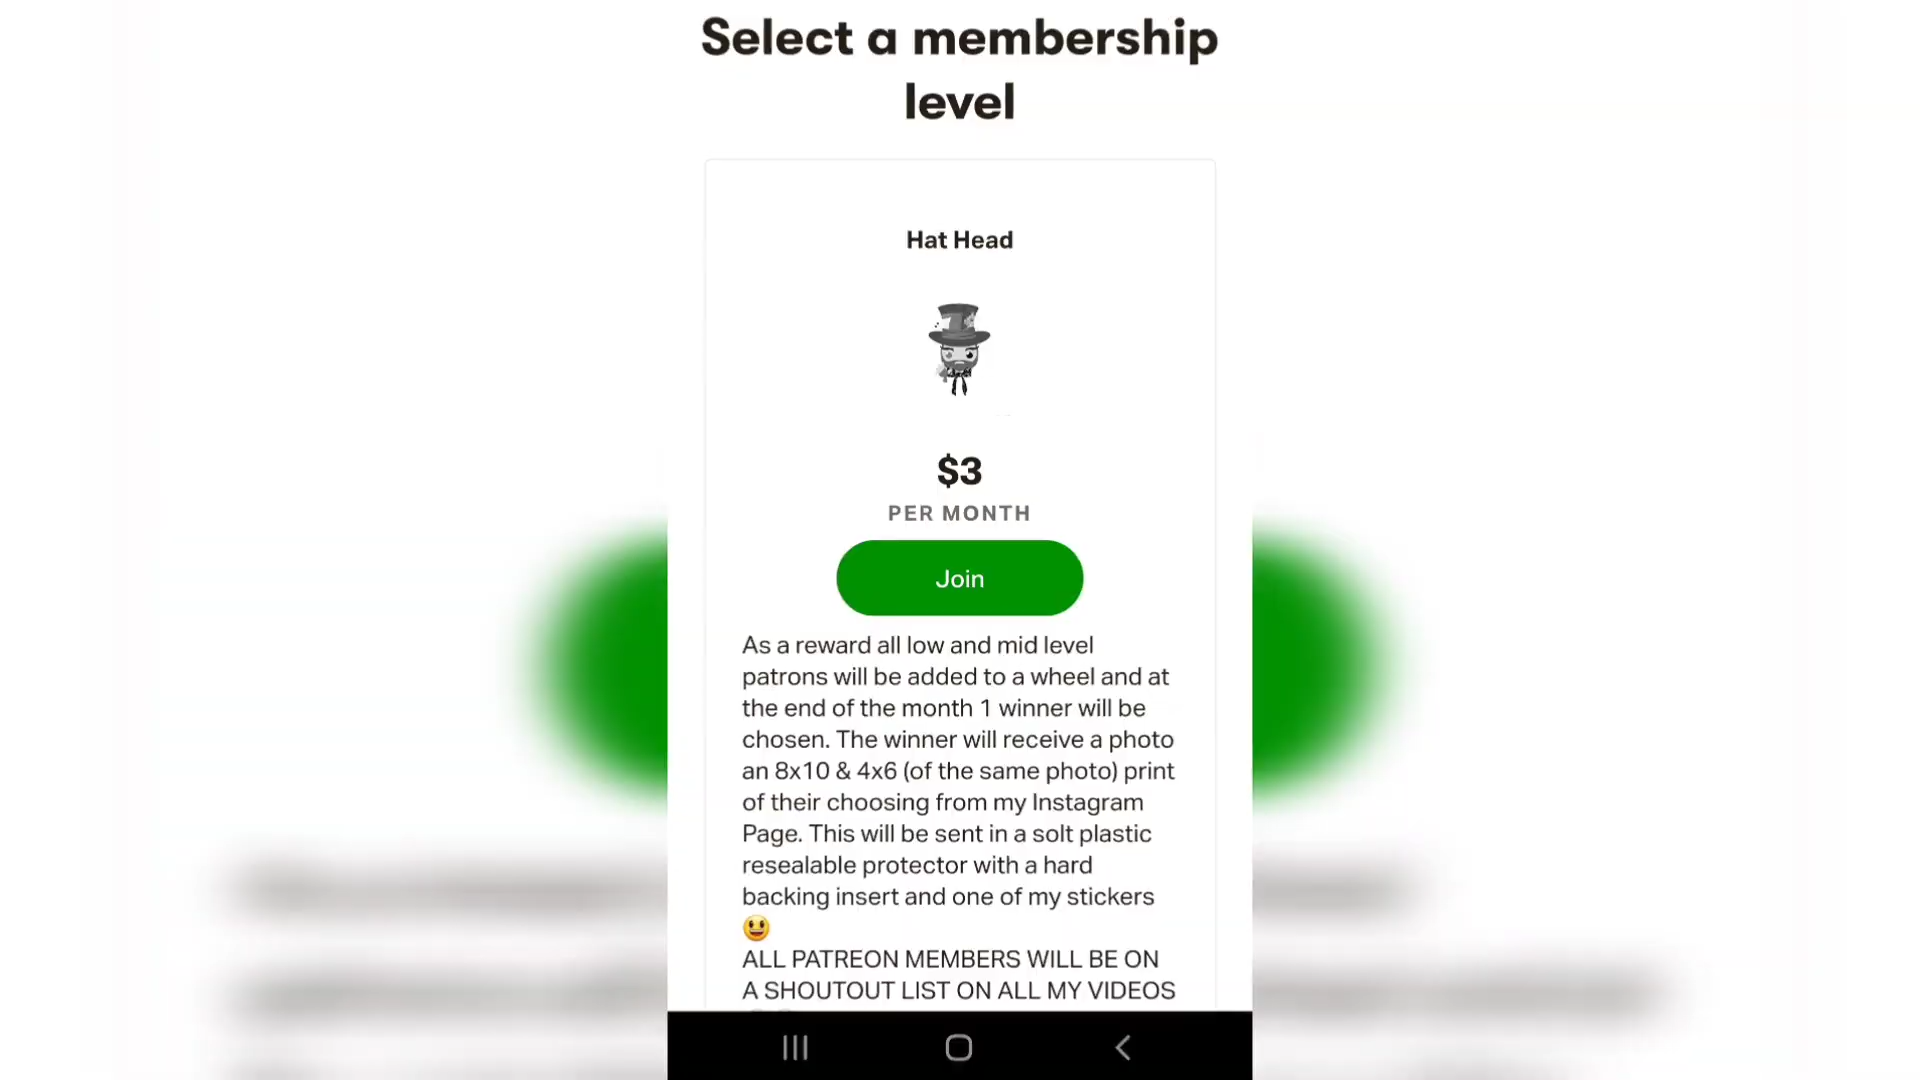 Select a membership
level
Hat Head
$3
PER MONTH
Join
As a reward all low and mid level
patrons will be added to a wheel and at
the end of the month 1 winner will be
chosen. The winner will receive a photo
an 8x10 & 4x6 (of the same photo) print
of their choosing from my Instagram
Page. This will be sent in a solt plastic
resealable protector with a hard
backing insert and one of my stickers
😃
ALL PATREON MEMBERS WILL BE ON
A SHOUTOUT LIST ON ALL MY VIDEOS